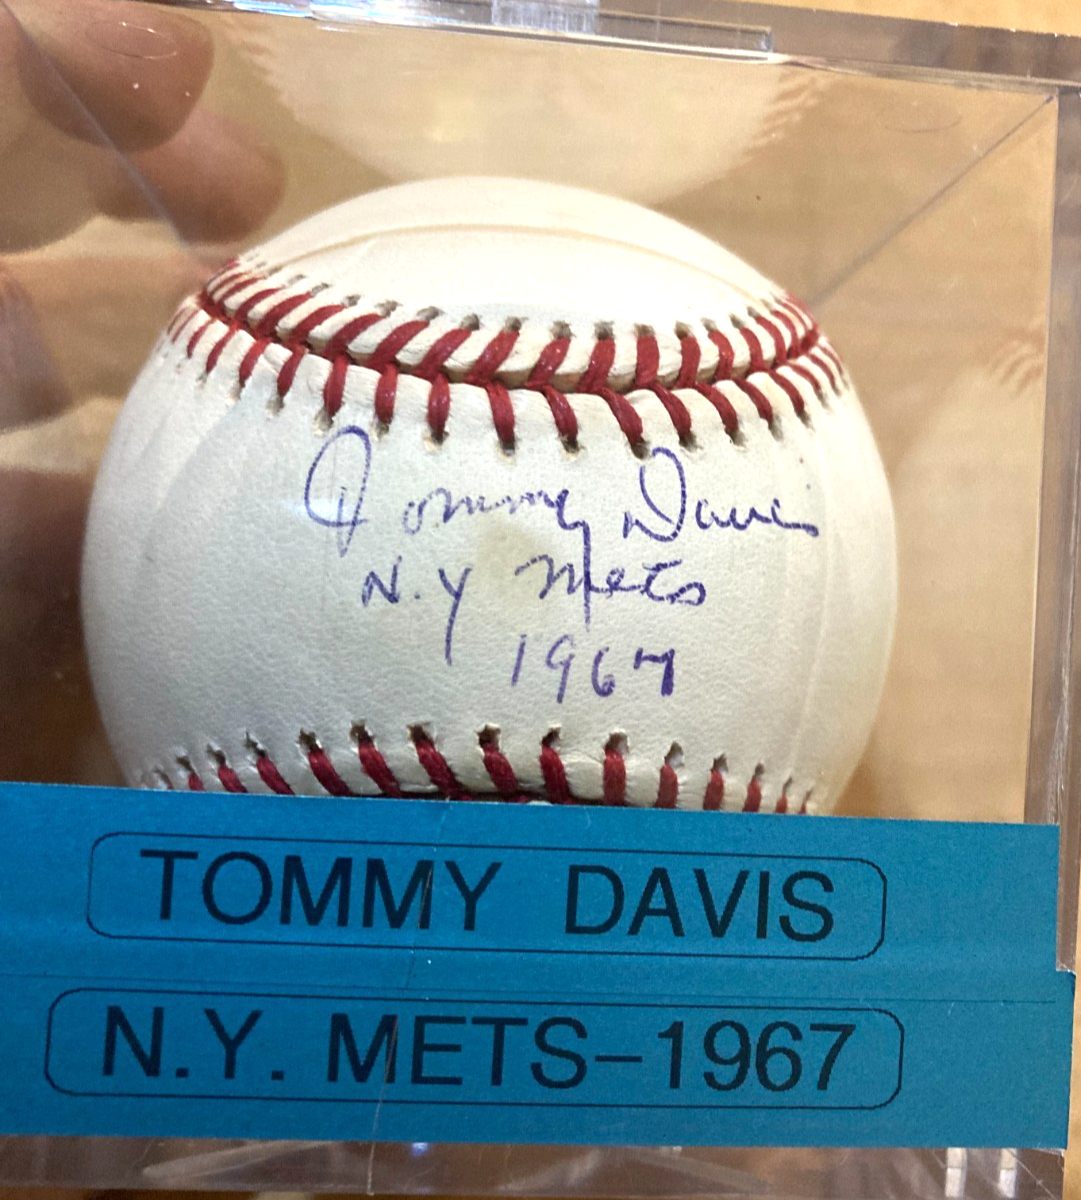 Tommy Davis
N.Y Mets
1967
TOMMY DAVIS
N.Y. METS-1967